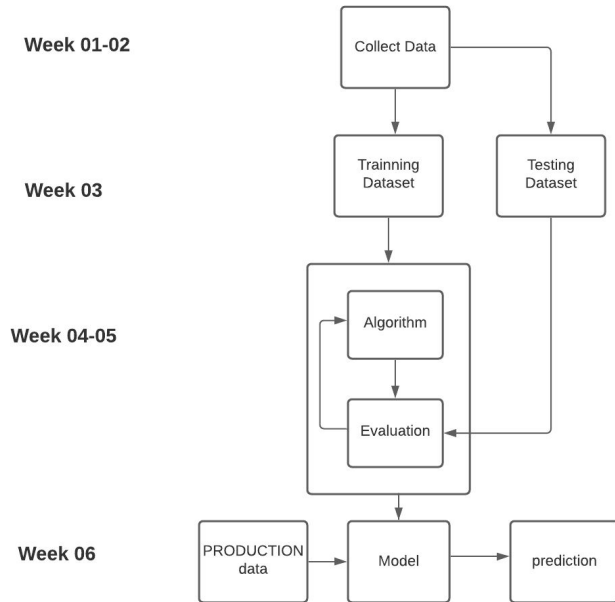 Week 01-02
Collect Data
Week 03
Trainning
Dataset
Testing
Dataset
Week 04-05
Algorithm
Evaluation
Week 06
PRODUCTION
data
Model
prediction